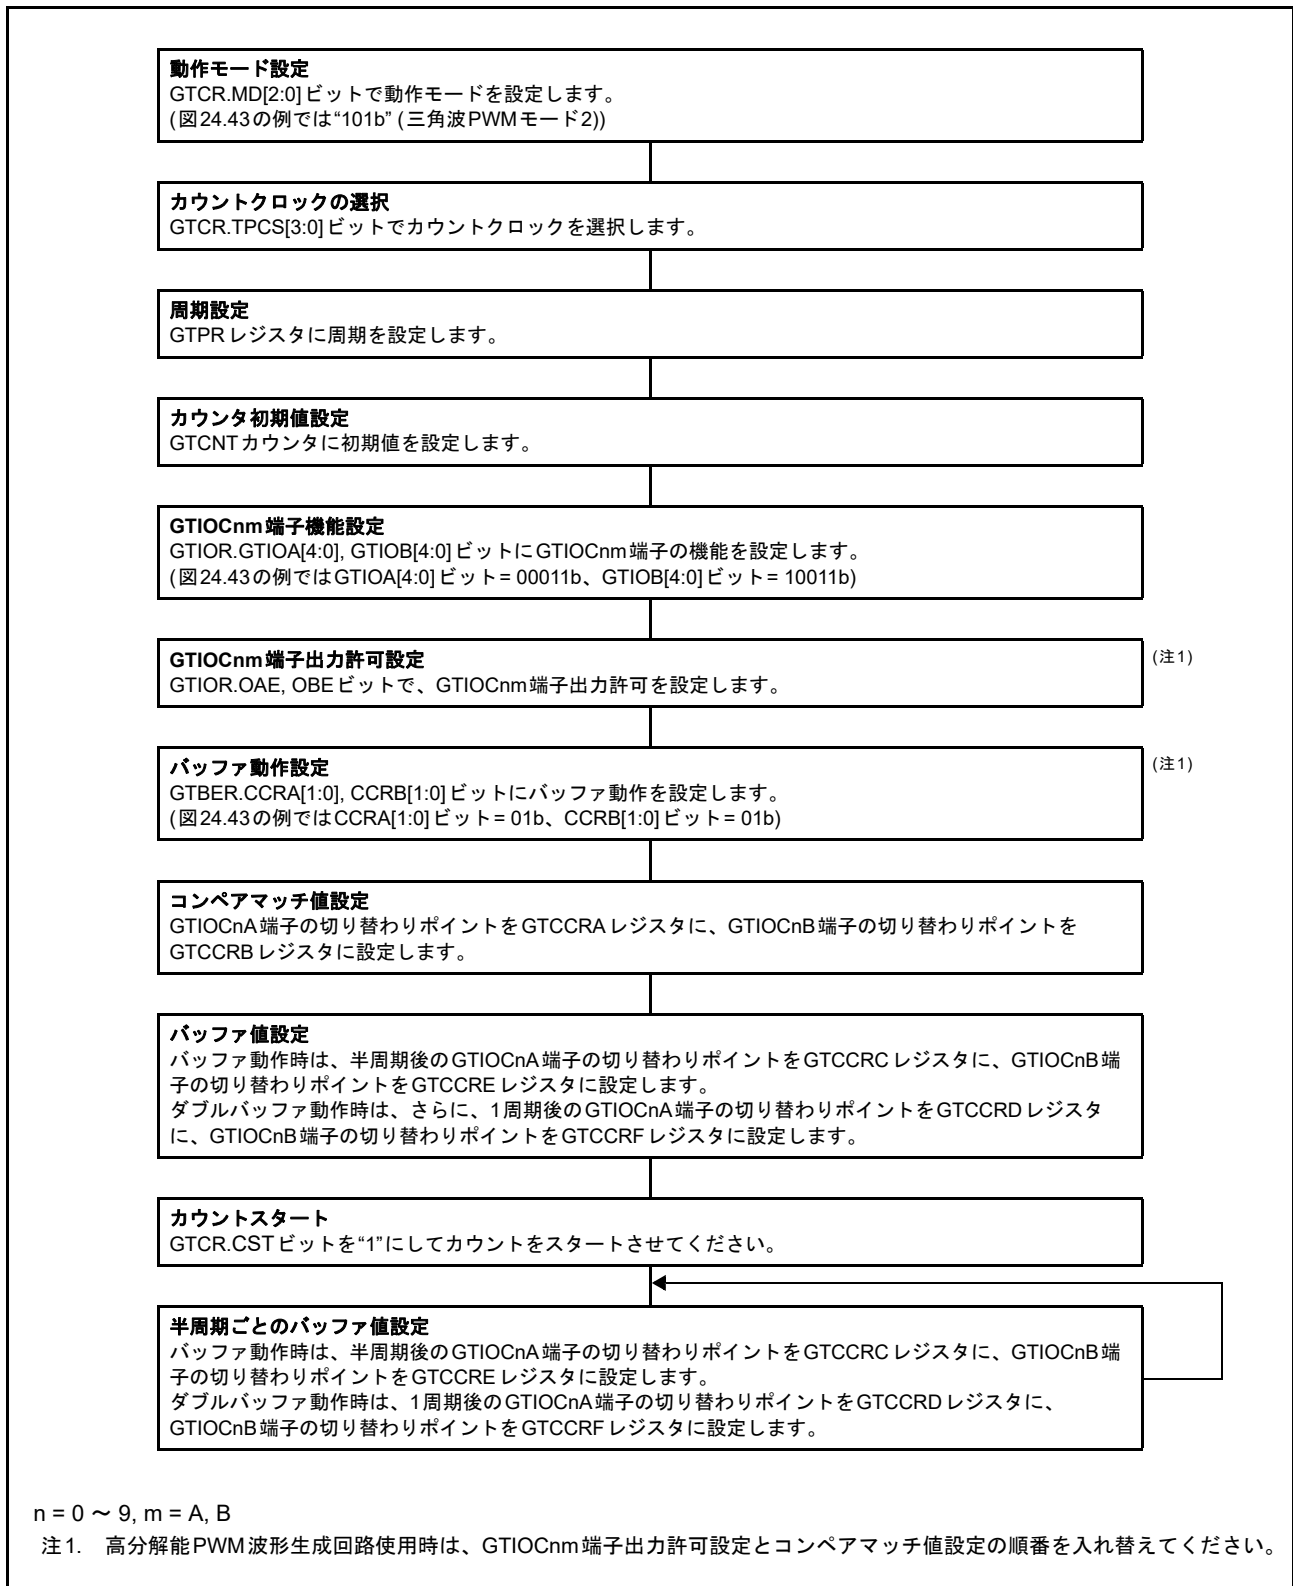 動作モード設定
GTCR.MD[2:0]ビットで動作モードを設定します。
(図24.43の例では“101b” (三角波PWMモード2))
カウントクロックの選択
GTCR.TPCS[3:0]ビットでカウントクロックを選択します。
周期設定
GTPRレジスタに周期を設定します。
カウンタ初期値設定
GTCNTカウンタに初期値を設定します。
GTIOCnm端子機能設定
GTIOR.GTIOA[4:0], GTIOB[4:0]ビットにGTIOCnm端子の機能を設定します。
(図24.43の例ではGTIOA[4:0]ビット= 00011b、GTIOB[4:0]ビット= 10011b)
GTIOCnm端子出力許可設定
GTIOR.OAE, OBEビットで、GTIOCnm端子出力許可を設定します。
(注1)
バッファ動作設定
GTBER.CCRA[1:0], CCRB[1:0]ビットにバッファ動作を設定します。
(図24.43の例ではCCRA[1:0]ビット= 01b、CCRB[1:0]ビット= 01b)
(注1)
コンペアマッチ値設定
GTIOCnA端子の切り替わりポイントをGTCCRAレジスタに、GTIOCnB端子の切り替わりポイントを
GTCCRBレジスタに設定します。
バッファ値設定
バッファ動作時は、半周期後のGTIOCnA端子の切り替わりポイントをGTCCRCレジスタに、GTIOCnB端
子の切り替わりポイントをGTCCREレジスタに設定します。
ダブルバッファ動作時は、さらに、1周期後のGTIOCnA端子の切り替わりポイントをGTCCRDレジスタ
に、GTIOCnB端子の切り替わりポイントをGTCCRFレジスタに設定します。
カウントスタート
GTCR.CSTビットを“1”にしてカウントをスタートさせてください。
半周期ごとのバッファ値設定
バッファ動作時は、半周期後のGTIOCnA端子の切り替わりポイントをGTCCRCレジスタに、GTIOCnB端
子の切り替わりポイントをGTCCREレジスタに設定します。
ダブルバッファ動作時は、1周期後のGTIOCnA端子の切り替わりポイントをGTCCRDレジスタに、
GTIOCnB端子の切り替わりポイントをGTCCRFレジスタに設定します。
n = 0 ～ 9, m = A, B
注1. 高分解能PWM波形生成回路使用時は、GTIOCnm端子出力許可設定とコンペアマッチ値設定の順番を入れ替えてください。